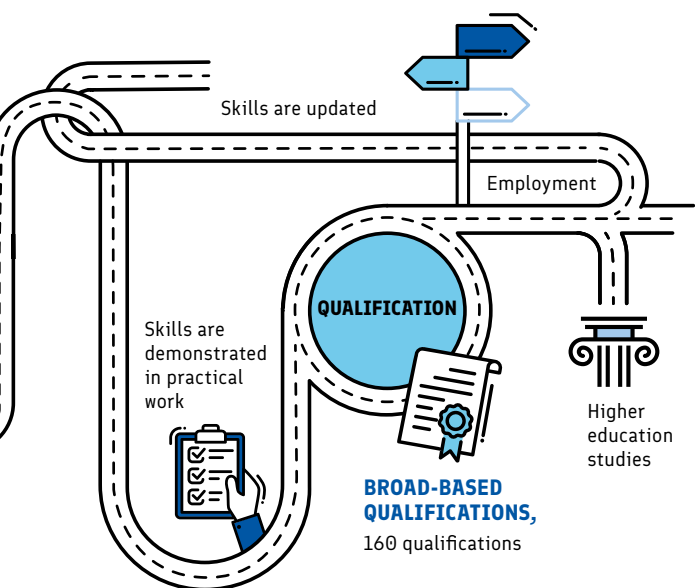 Skills are updated
Employment
QUALIFICATION
Skills are
demonstrated
in practical
work
Higher
education
studies
BROAD-BASED
QUALIFICATIONS,
160 qualifications